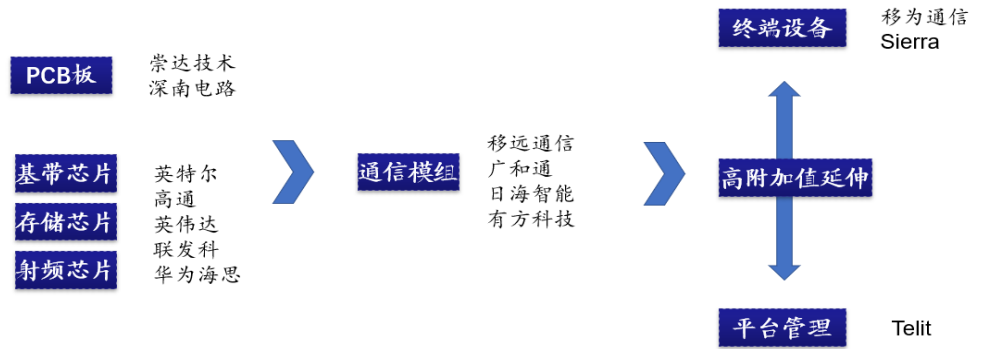 PCB板
崇达技术
深南电路
基带芯片
存储芯片
射频芯片
英特尔
高通
英伟达
联发科
华为海思
通信模组
移远通信
广和通
日海智能
有方科技
终端设备
移为通信
Sierra
高附加值延伸
平台管理
Telit